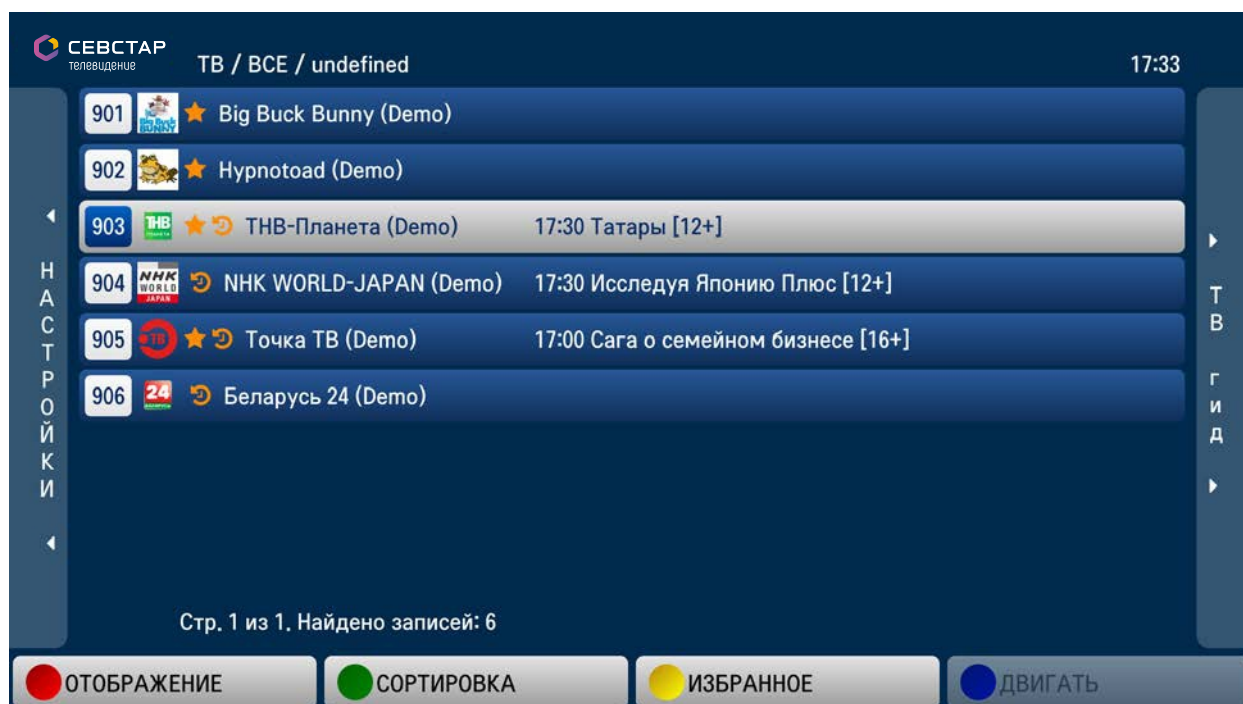 СЕВСТАР
телевидение
ТВ / ВСЕ / undefined
17:33
901 Big Buck BUNNY Big Buck Bunny (Demo)
902 Hypnotoad (Demo)
903 ТНВ ТНВ-Планета (Demo) 17:30 Татары [12+]
904 NHK WORLD JAPAN NHK WORLD-JAPAN (Demo) 17:30 Исследуя Японию Плюс [12+]
905 ТВ Точка ТВ (Demo) 17:00 Сага о семейном бизнесе [16+]
906 24 Беларусь 24 (Demo)
НАСТРОЙКИ
ТВ гид
Стр. 1 из 1. Найдено записей: 6
ОТОБРАЖЕНИЕ СОРТИРОВКА ИЗБРАННОЕ ДВИГАТЬ